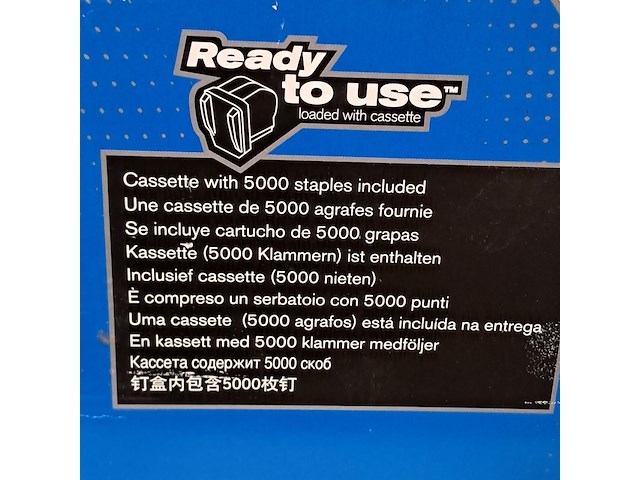 Ready
to use™
loaded with cassette
Cassette with 5000 staples included
Une cassette de 5000 agrafes fournie
Se incluye cartucho de 5000 grapas
Kassette (5000 Klammern) ist enthalten
Inclusief cassette (5000 nieten)
È compreso un serbatoio con 5000 punti
Uma cassete (5000 agrafos) está incluída na entrega
En kassett med 5000 klammer medföljer
Кассета содержит 5000 скоб
钉盒内包含5000枚钉